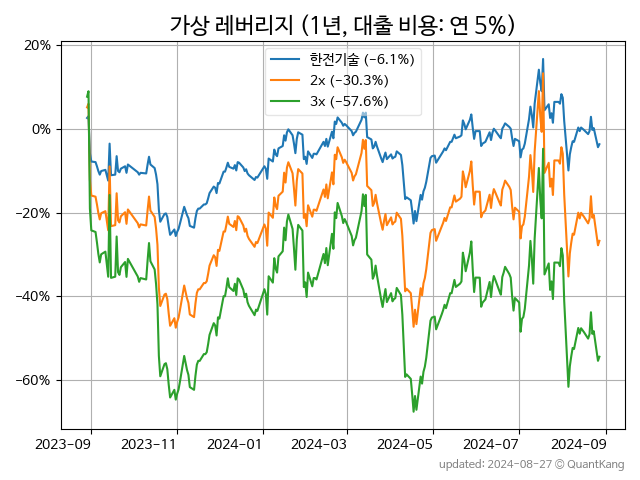 가상 레버리지 (1년, 대출 비용: 연 5%)
한전기술 (−6.1%)
2x (−30.3%)
3x (−57.6%)
20%
0%
−20%
−40%
−60%
2023-09 2023-11 2024-01 2024-03 2024-05 2024-07 2024-09
updated: 2024-08-27 © QuantKang